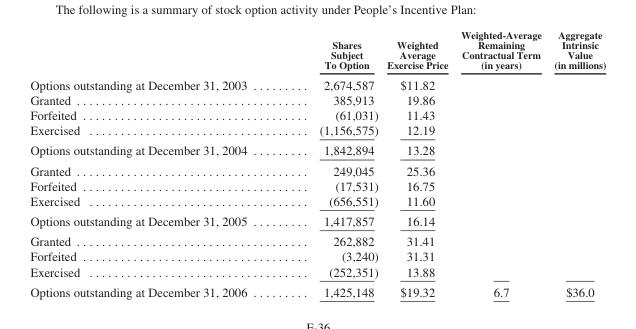 The following is a summary of stock option activity under People's Incentive Plan:
Shares Subject To Option Weighted Average Exercise Price Weighted-Average Remaining Contractual Term (in years) Aggregate Intrinsic Value (in millions)
Options outstanding at December 31, 2003 ......... 2,674,587 $11.82
Granted ................................... 385,913 19.86
Forfeited .................................. (61,031) 11.43
Exercised ................................. (1,156,575) 12.19
Options outstanding at December 31, 2004 ......... 1,842,894 13.28
Granted ................................... 249,045 25.36
Forfeited .................................. (17,531) 16.75
Exercised ................................. (656,551) 11.60
Options outstanding at December 31, 2005 ......... 1,417,857 16.14
Granted ................................... 262,882 31.41
Forfeited .................................. (3,240) 31.31
Exercised ................................. (252,351) 13.88
Options outstanding at December 31, 2006 ......... 1,425,148 $19.32 6.7 $36.0
F-36